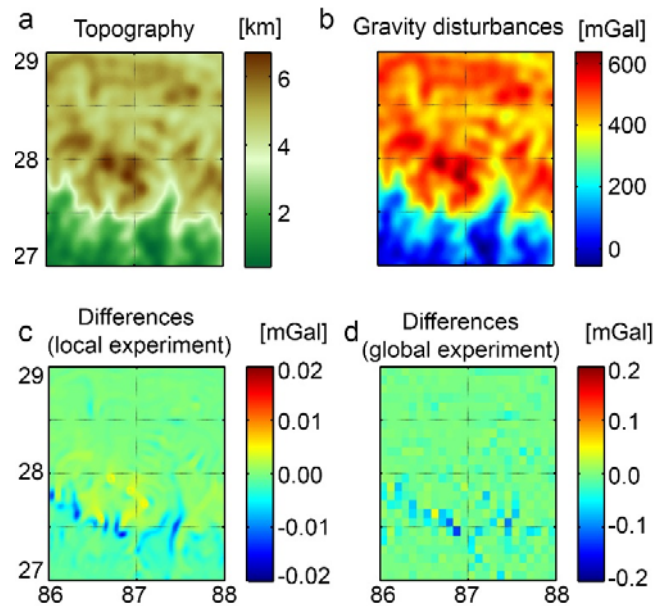 a
Topography
[km]
b
Gravity disturbances
[mGal]
29
28
27
6
4
2
600
400
200
0
c
Differences
(local experiment)
[mGal]
d
Differences
(global experiment)
[mGal]
29
28
27
86
87
88
0.02
0.01
0.00
-0.01
-0.02
86
87
88
0.2
0.1
0.0
-0.1
-0.2